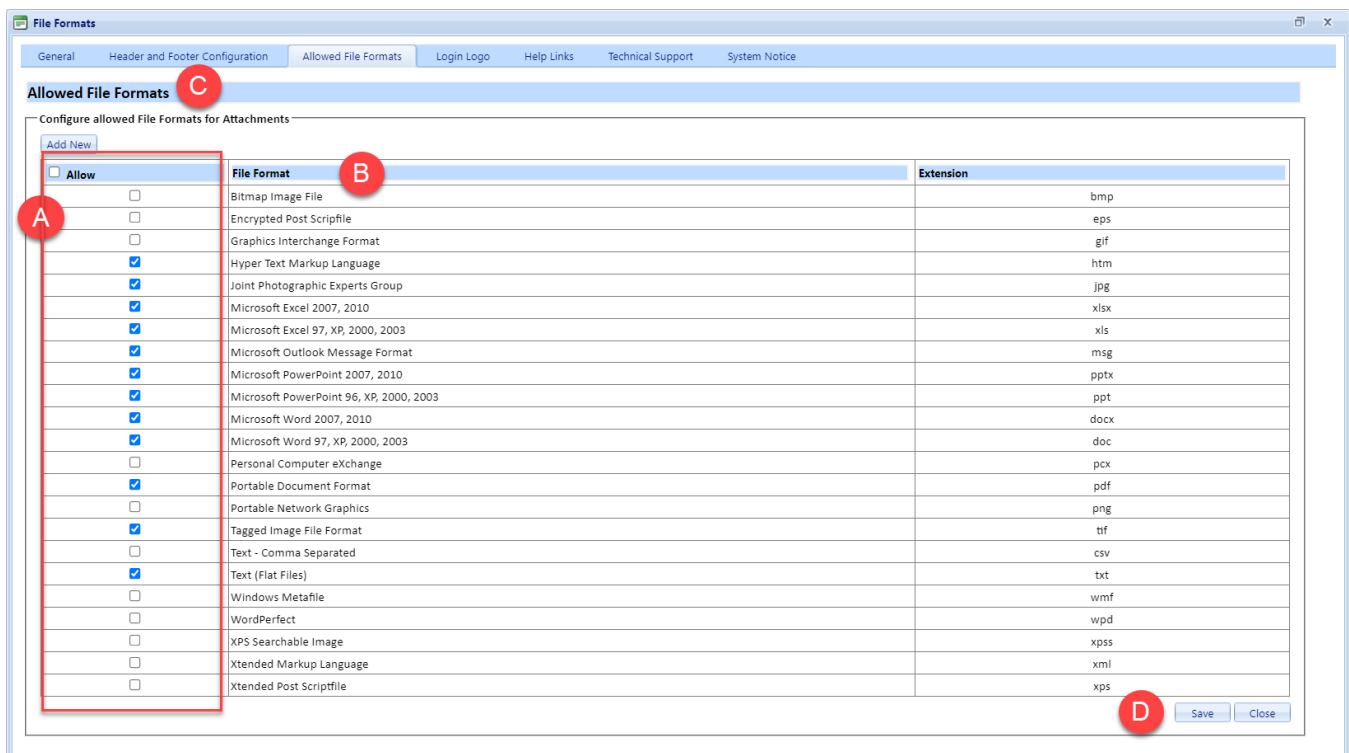 File Formats
General Header and Footer Configuration Allowed File Formats Login Logo Help Links Technical Support System Notice
C
Allowed File Formats
Configure allowed File Formats for Attachments
Add New
Allow File Format B Extension
Bitmap Image File bmp
A
Encrypted Post Scripfile eps
Graphics Interchange Format gif
Hyper Text Markup Language htm
Joint Photographic Experts Group jpg
Microsoft Excel 2007, 2010 xlsx
Microsoft Excel 97, XP, 2000, 2003 xls
Microsoft Outlook Message Format msg
Microsoft PowerPoint 2007, 2010 pptx
Microsoft PowerPoint 96, XP, 2000, 2003 ppt
Microsoft Word 2007, 2010 docx
Microsoft Word 97, XP, 2000, 2003 doc
Personal Computer eXchange pcx
Portable Document Format pdf
Portable Network Graphics png
Tagged Image File Format tif
Text - Comma Separated csv
Text (Flat Files) txt
Windows Metafile wmf
WordPerfect wpd
XPS Searchable Image xpss
Xtended Markup Language xml
Xtended Post Scriptfile xps
D Save Close